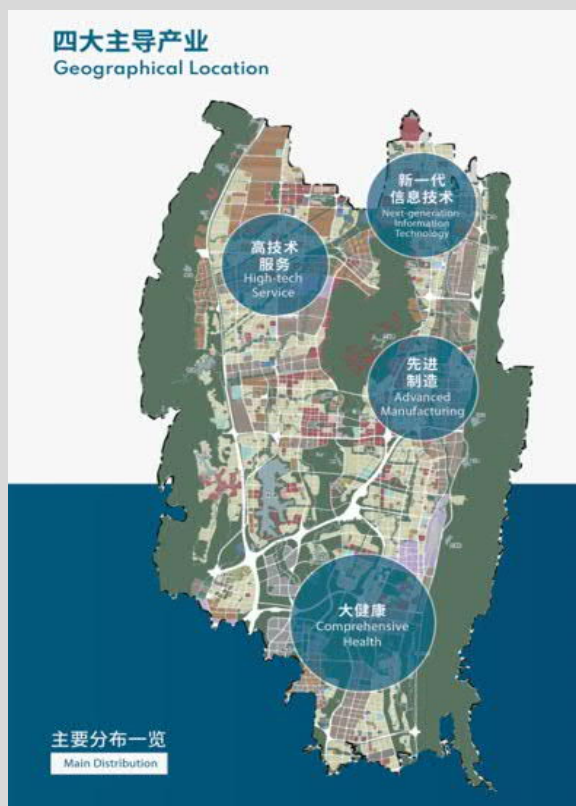 四大主导产业
Geographical Location
新一代
信息技术
Next-generation
Information
Technology
高技术
服务
High-tech
Service
先进
制造
Advanced
Manufacturing
大健康
Comprehensive
Health
主要分布一览
Main Distribution